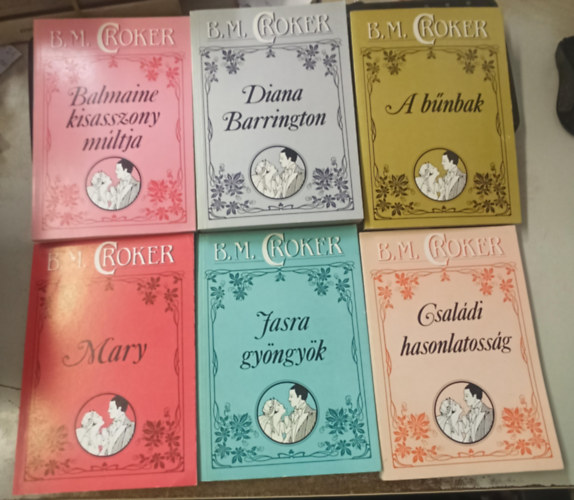 B.M. CROKER
Balmaine
kisasszony
múltja
B.M. CROKER
Diana
Barrington
B.M. CROKER
A bűnbak
B.M. CROKER
Mary
B.M. CROKER
Jasra
gyöngyök
B.M. CROKER
Családi
hasonlatosság